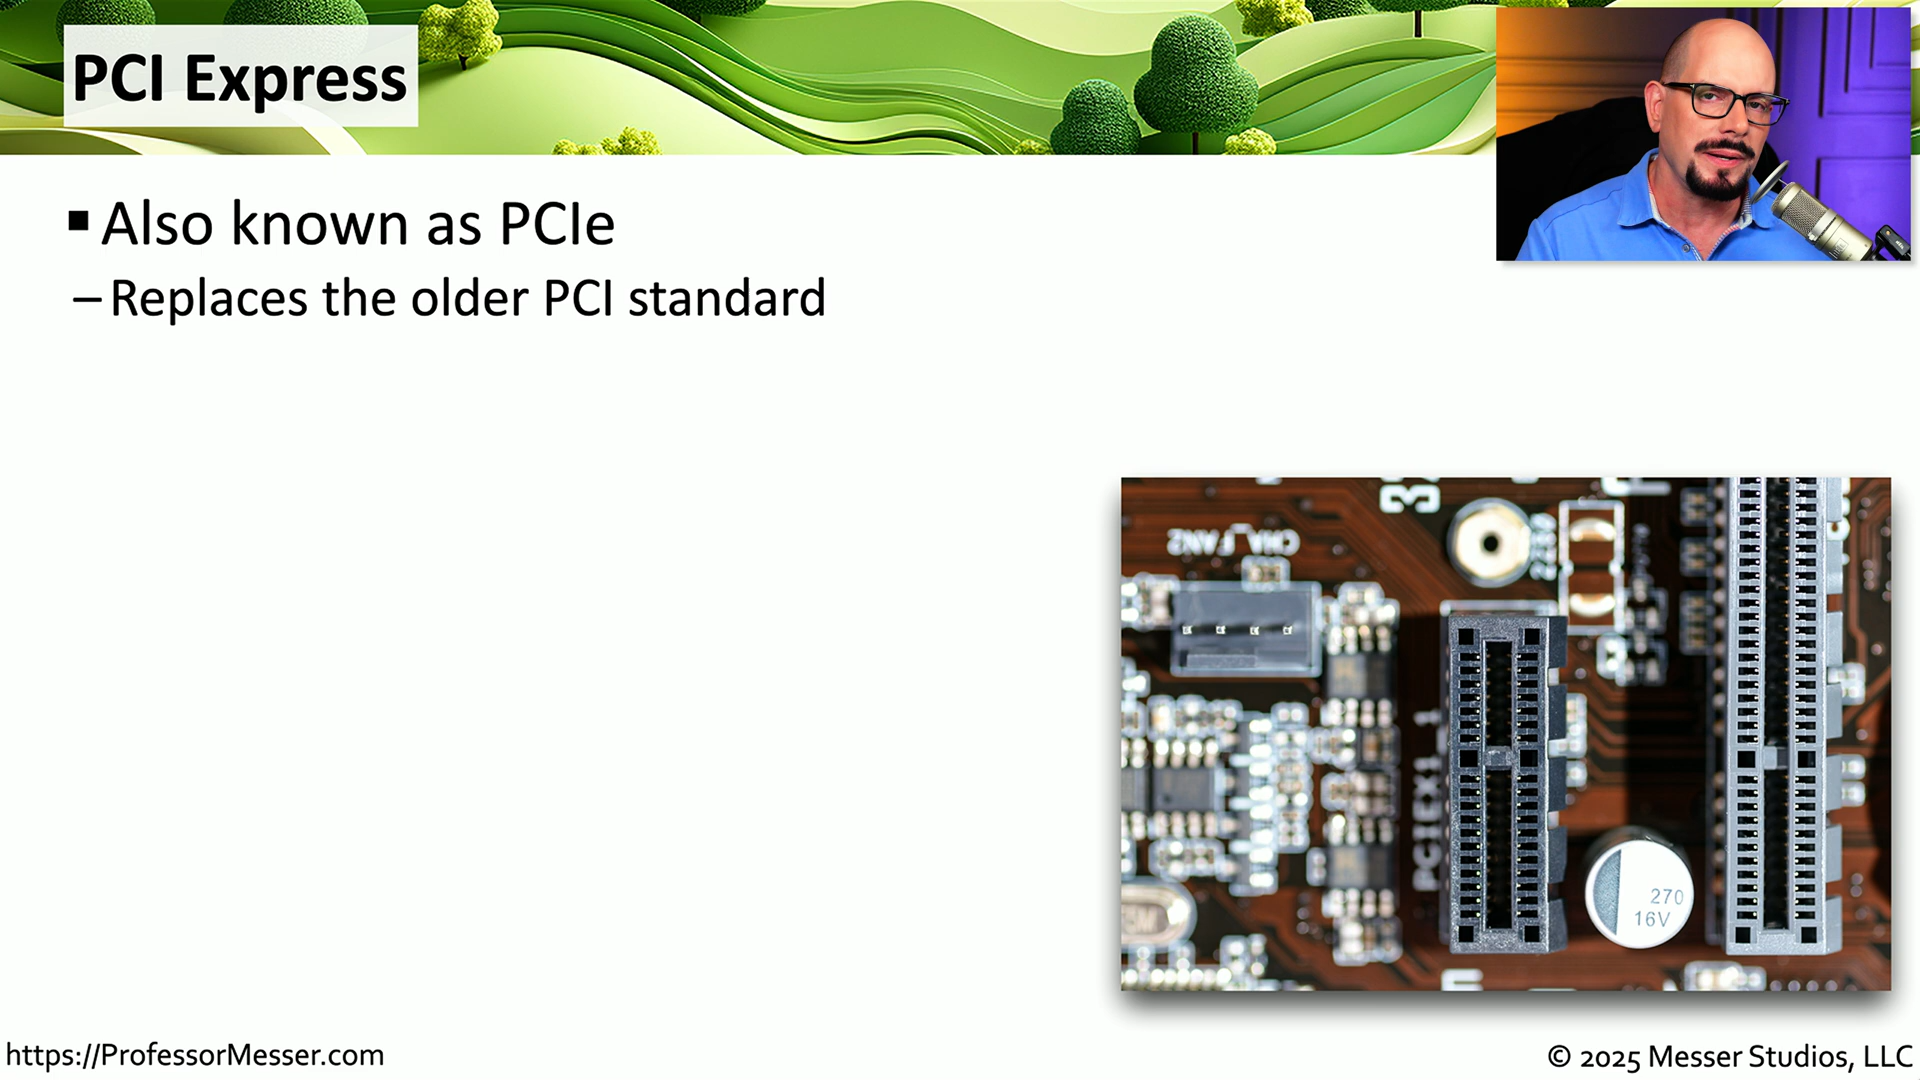 PCI Express
▪ Also known as PCIe
– Replaces the older PCI standard
CHA_FAN2
PCIEX1_1
270
16V
https://ProfessorMesser.com
© 2025 Messer Studios, LLC